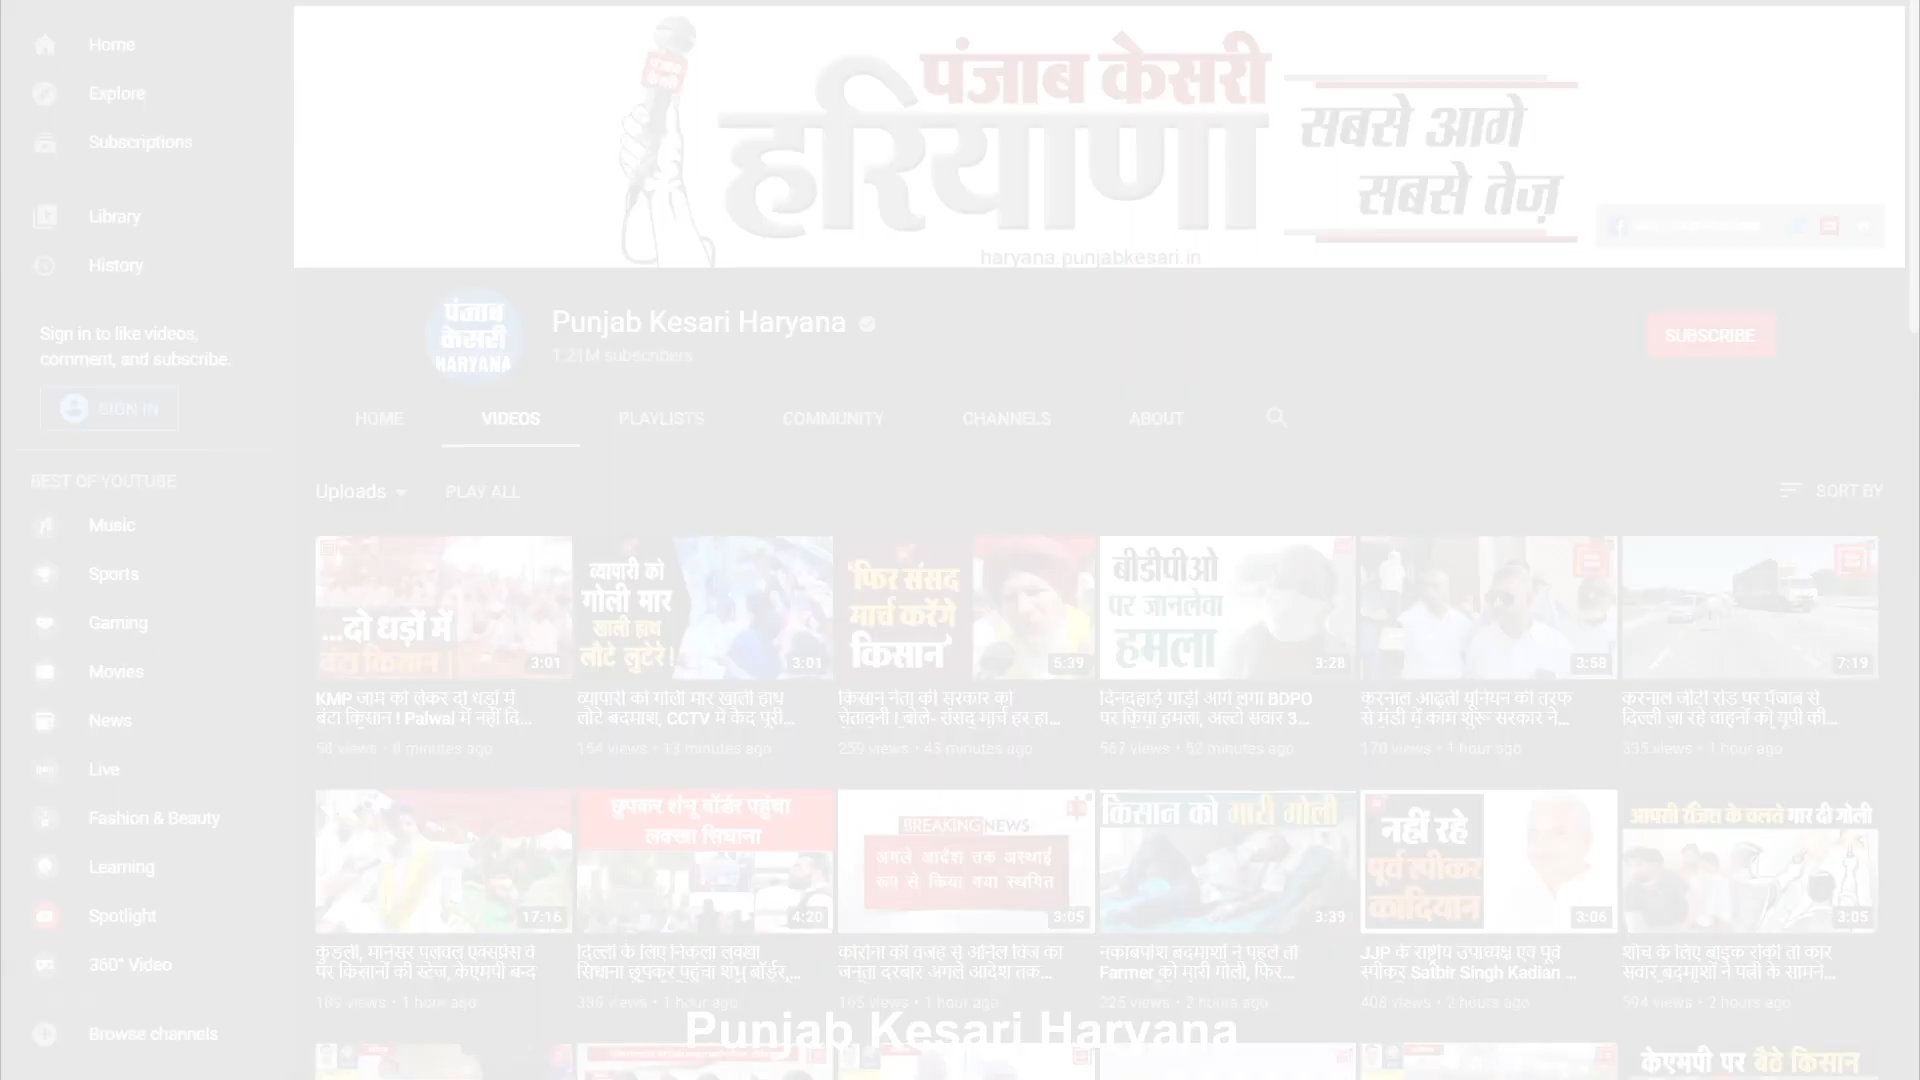 Home
Explore
Subscriptions
Library
History
Sign in to like videos,
comment, and subscribe.
SIGN IN
BEST OF YOUTUBE
Music
Sports
Gaming
Movies
News
Live
Fashion & Beauty
Learning
Spotlight
360° Video
Browse channels
पंजाब केसरी
हरियाणा
सबसे आगे
सबसे तेज़
haryana.punjabkesari.in
पंजाब
केसरी
HARYANA
Punjab Kesari Haryana
1.21M subscribers
SUBSCRIBE
HOME VIDEOS PLAYLISTS COMMUNITY CHANNELS ABOUT
Uploads PLAY ALL SORT BY
...दो धड़ों में
बंटा किसान !
3:01
व्यापारी को
गोली मार
खाली हाथ
लौटे लुटेरे।
3:01
'फिर संसद
मार्च करेंगे
किसान'
5:39
बीडीपीओ
पर जानलेवा
हमला
3:28
3:58
7:19
KMP जाम को लेकर दो धड़ों में
बंटा किसान ! Palwal में नहीं दि...
98 views • 8 minutes ago
व्यापारी को गोली मार खाली हाथ
लौटे बदमाश, CCTV में कैद पूरी...
164 views • 13 minutes ago
किसान नेता की सरकार को
चेतावनी ! बोले- संसद मार्च हर हा...
259 views • 43 minutes ago
दिनदहाड़े गाड़ी आगे लगा BDPO
पर किया हमला, अल्टो सवार 3...
567 views • 52 minutes ago
करनाल आढ़ती यूनियन की तरफ
से मंडी में काम शुरू सरकार ने...
170 views • 1 hour ago
करनाल जीटी रोड पर पंजाब से
दिल्ली जा रहे वाहनों को यूपी की...
335 views • 1 hour ago
17:16
छुपकर शंभू बॉर्डर पहुंचा
लक्खा सिधाना
4:20
BREAKING NEWS
अगले आदेश तक अस्थाई
रूप से किया गया स्थगित
3:05
किसान को मारी गोली
3:39
नहीं रहे
पूर्व स्पीकर
कादियान
3:06
आपसी रंजिश के चलते मार दी गोली
3:05
कुंडली, मानेसर पलवल एक्सप्रेस वे
पर किसानों की स्टेज, केएमपी बन्द
189 views • 1 hour ago
दिल्ली के लिए निकला लक्खा
सिधाना छुपकर पहुंचा शंभू बॉर्डर,...
396 views • 1 hour ago
कोरोना की वजह से अनिल विज का
जनता दरबार अगले आदेश तक...
165 views • 1 hour ago
नकाबपोश बदमाशों ने पहले तो
Farmer को मारी गोली, फिर...
225 views • 2 hours ago
JJP के राष्ट्रीय उपाध्यक्ष एवं पूर्व
स्पीकर Satbir Singh Kadian ...
408 views • 2 hours ago
शौच के लिए बाइक रोकी तो कार
सवार बदमाशों ने पत्नी के सामने...
594 views • 2 hours ago
Punjab Kesari Haryana
केएमपी पर बैठे किसान